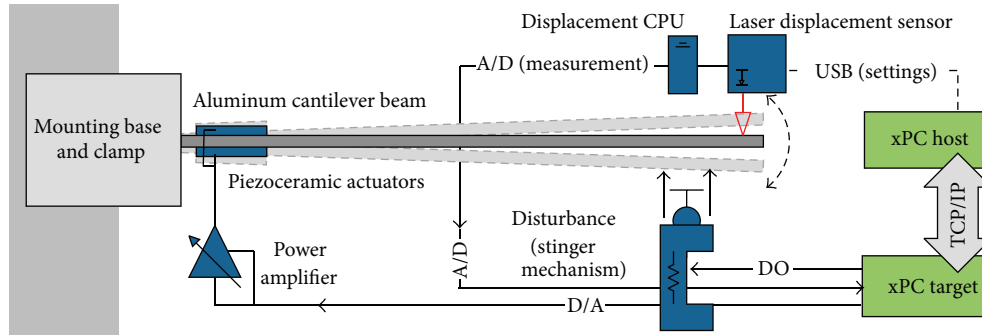 Displacement CPU
Laser displacement sensor
A/D (measurement)
USB (settings)
Aluminum cantilever beam
Mounting base
and clamp
xPC host
Piezoceramic actuators
TCP/IP
Disturbance
(stinger
mechanism)
Power
amplifier
A/D
DO
xPC target
D/A